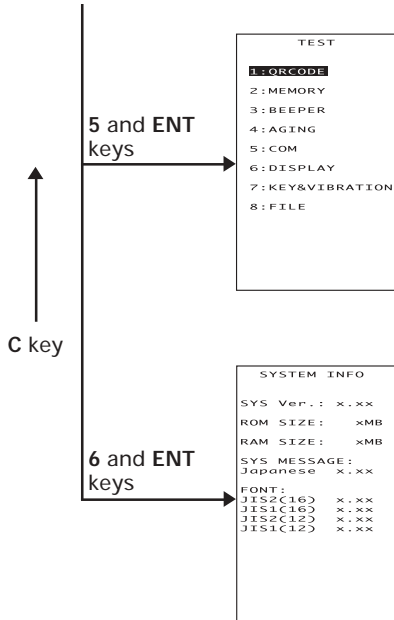 TEST
1:QRCODE
2:MEMORY
3:BEEPER
4:AGING
5:COM
6:DISPLAY
7:KEY&VIBRATION
8:FILE
5 and ENT
keys
C key
SYSTEM INFO
SYS Ver.: x.xx
ROM SIZE: xMB
RAM SIZE: xMB
SYS MESSAGE:
Japanese x.xx
FONT:
JIS2(16) x.xx
JIS1(16) x.xx
JIS2(12) x.xx
JIS1(12) x.xx
6 and ENT
keys